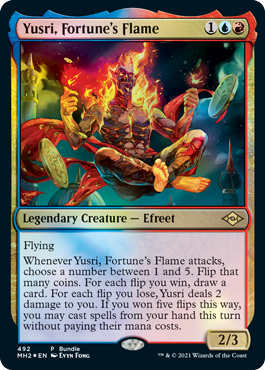 Yusri, Fortune's Flame 1
Legendary Creature — Efreet
Flying
Whenever Yusri, Fortune's Flame attacks,
choose a number between 1 and 5. Flip that
many coins. For each flip you win, draw a
card. For each flip you lose, Yusri deals 2
damage to you. If you won five flips this way,
you may cast spells from your hand this turn
without paying their mana costs.
2/3
492 P Bundle
MH2 EN Evyn Fong
™ & © 2021 Wizards of the Coast